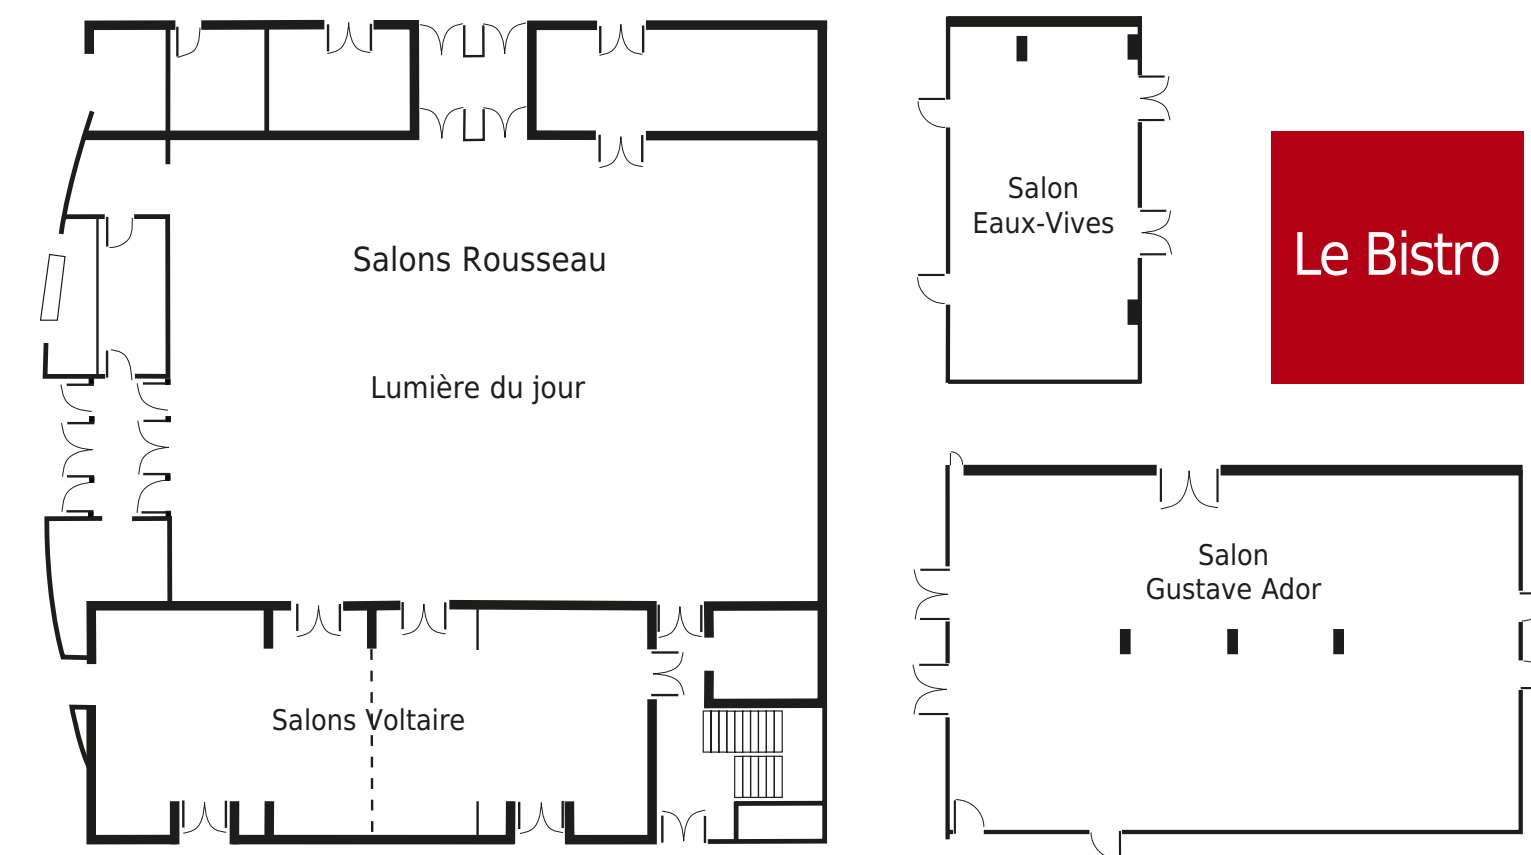 Salons Rousseau
Lumière du jour
Salons Voltaire
Salon
Eaux-Vives
Le Bistro
Salon
Gustave Ador